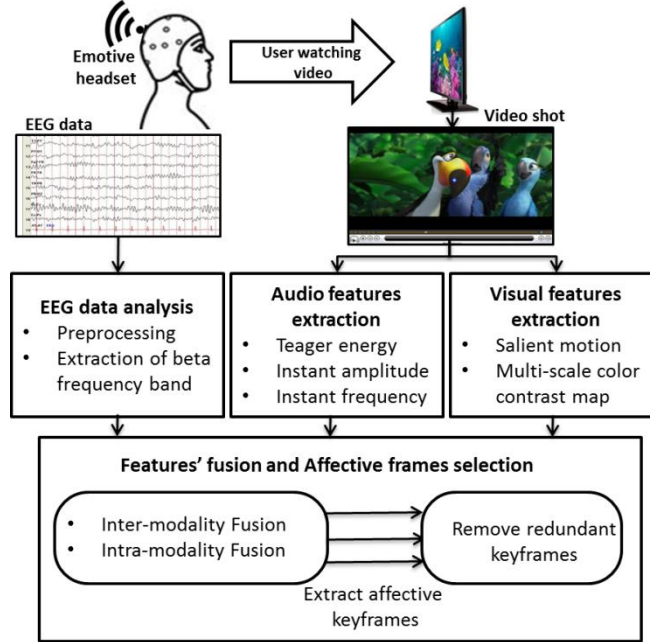 Emotive
headset
User watching
video
EEG data
Video shot
EEG data analysis
• Preprocessing
• Extraction of beta
frequency band
Audio features
extraction
• Teager energy
• Instant amplitude
• Instant frequency
Visual features
extraction
• Salient motion
• Multi-scale color
contrast map
Features' fusion and Affective frames selection
• Inter-modality Fusion
• Intra-modality Fusion
Remove redundant
keyframes
Extract affective
keyframes